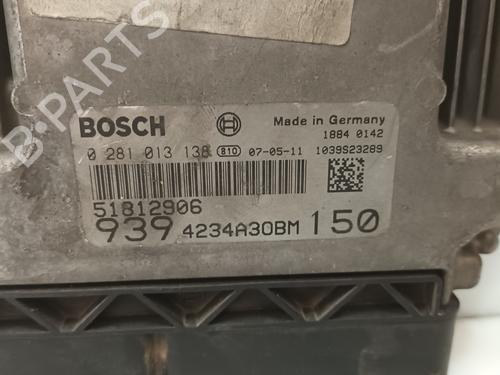 B-PARTS
BOSCH
Made in Germany
1884 0142
0 281 013 138 810 07-05-11 1039S23289
51812906
939 4234A30BM 150